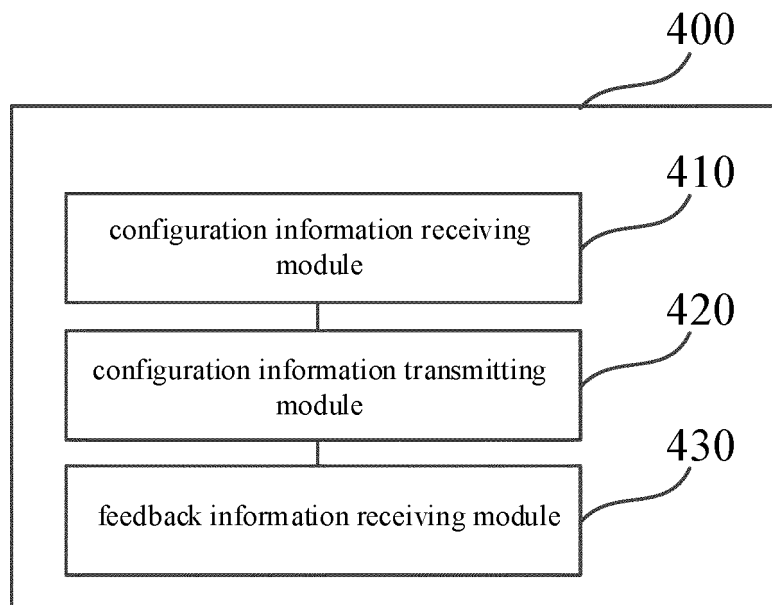 400
410
configuration information receiving
module
420
configuration information transmitting
module
430
feedback information receiving module